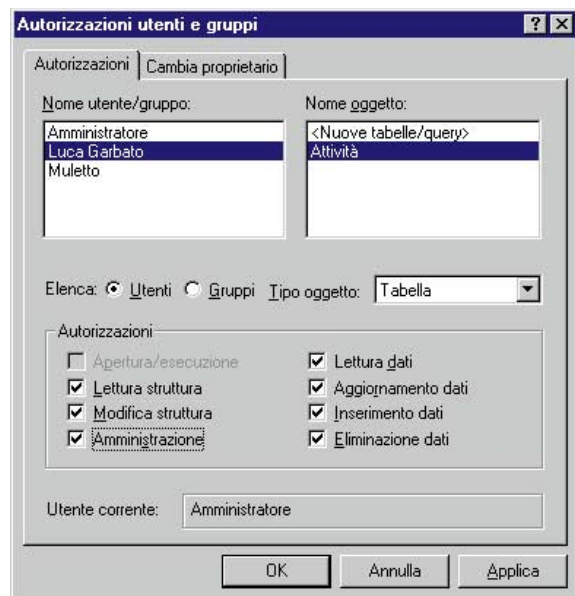 Autorizzazioni utenti e gruppi
Autorizzazioni Cambia proprietario
Nome utente/gruppo: Nome oggetto:
Amministratore <Nuove tabelle/query>
Luca Garbato Attività
Muletto
Elenca: Utenti Gruppi Tipo oggetto: Tabella
Autorizzazioni
Apertura/esecuzione Lettura dati
Lettura struttura Aggiornamento dati
Modifica struttura Inserimento dati
Amministrazione Eliminazione dati
Utente corrente: Amministratore
OK Annulla Applica